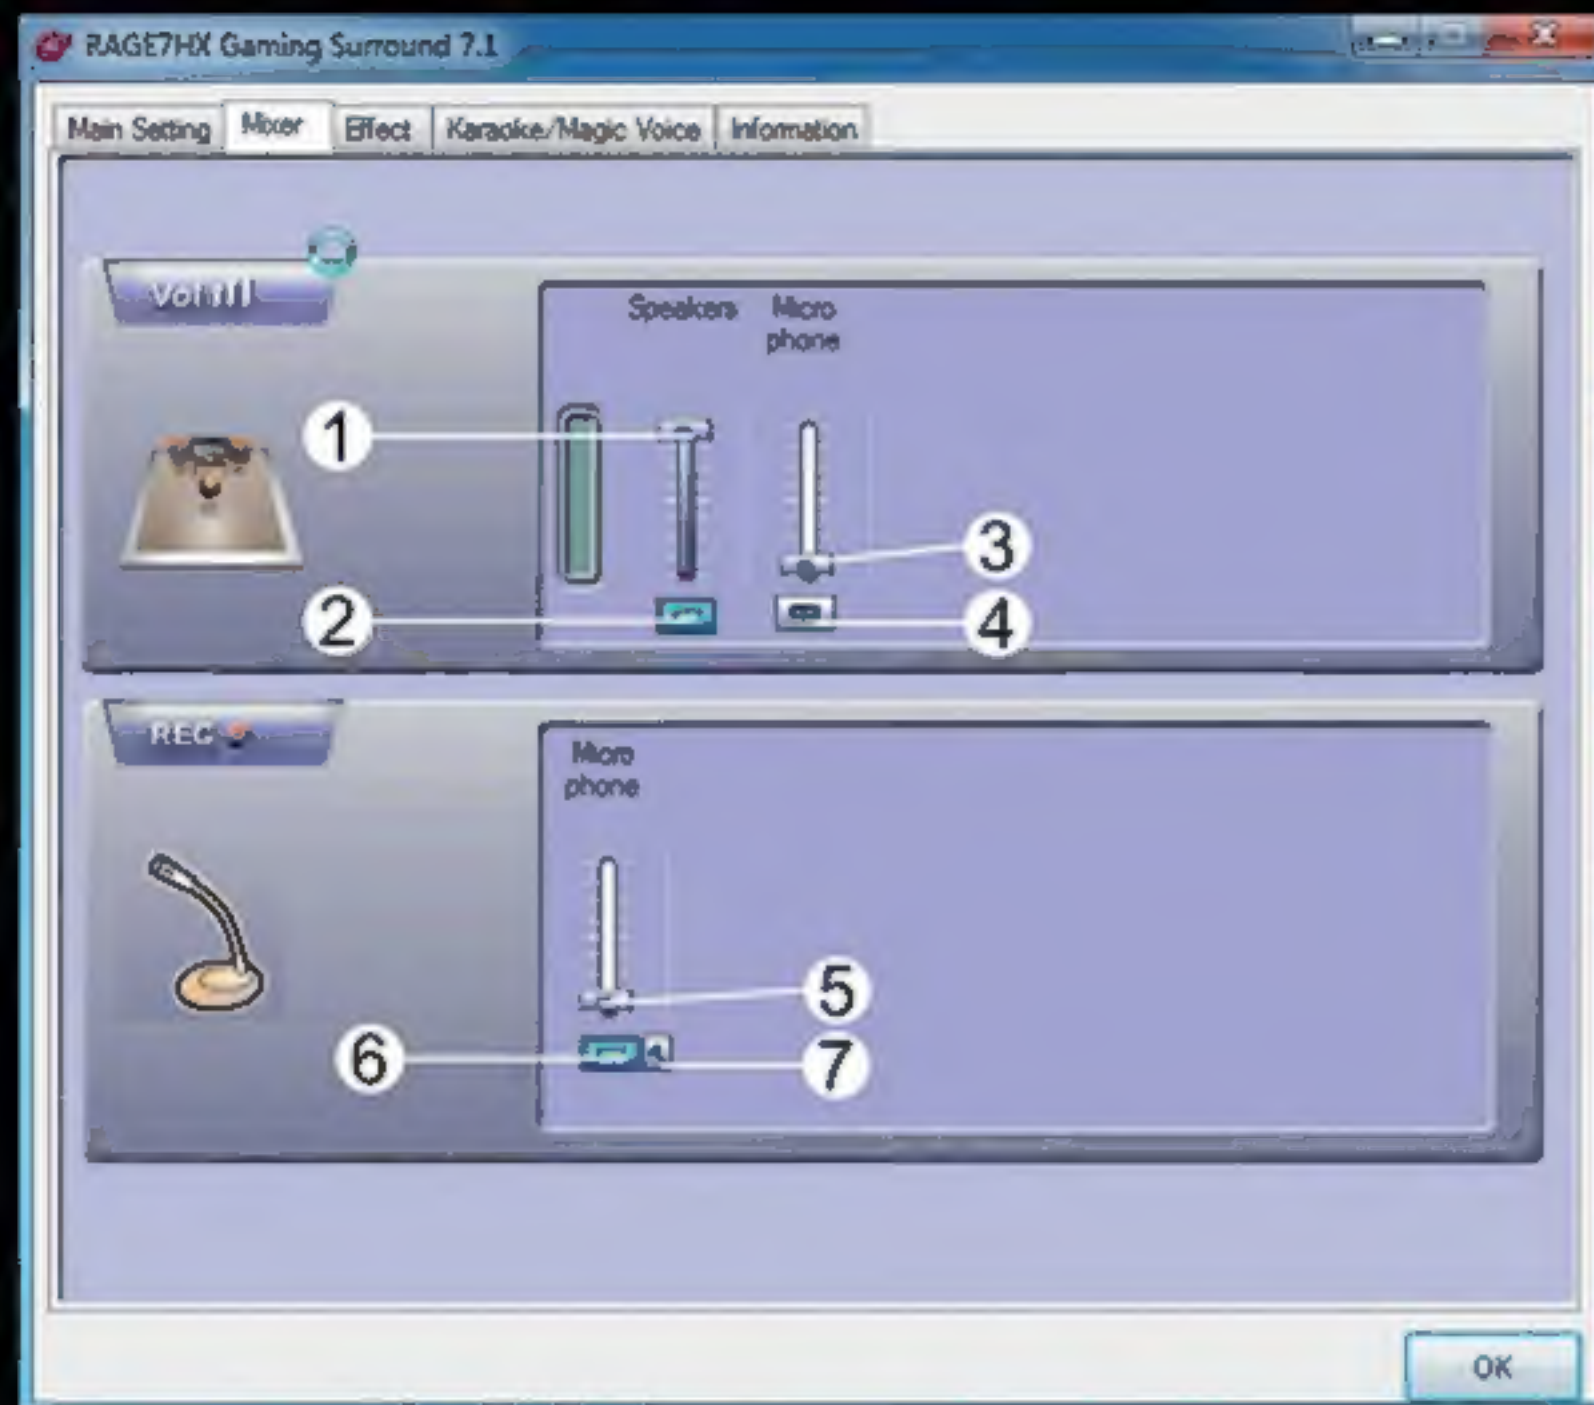 RAGE7HX Gaming Surround 7.1
Main Setting Mixer Effect Karaoke/Magic Voice Information
Vol
Speakers Micro
phone
1
3
2
4
REC
Micro
phone
5
6
7
OK